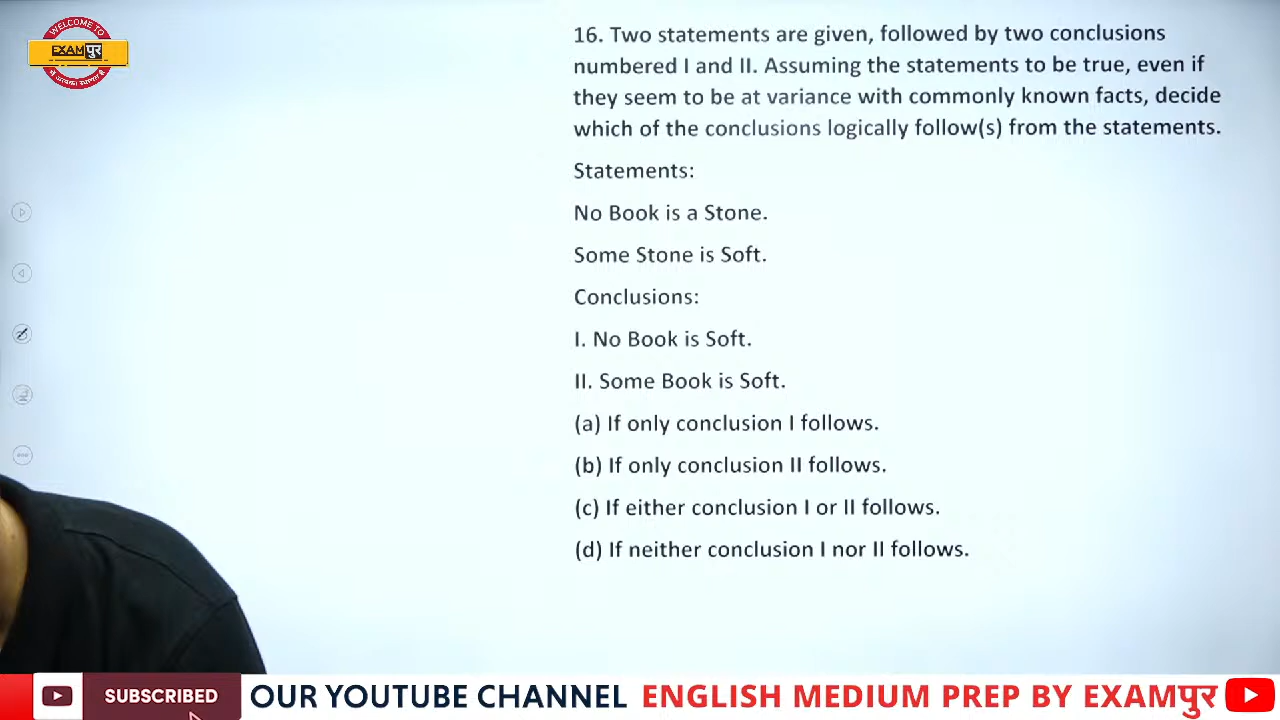 WELCOME TO
EXAMपुर
16. Two statements are given, followed by two conclusions
numbered I and II. Assuming the statements to be true, even if
they seem to be at variance with commonly known facts, decide
which of the conclusions logically follow(s) from the statements.
Statements:
No Book is a Stone.
Some Stone is Soft.
Conclusions:
I. No Book is Soft.
II. Some Book is Soft.
(a) If only conclusion I follows.
(b) If only conclusion II follows.
(c) If either conclusion I or II follows.
(d) If neither conclusion I nor II follows.
SUBSCRIBED
OUR YOUTUBE CHANNEL ENGLISH MEDIUM PREP BY EXAMपुर